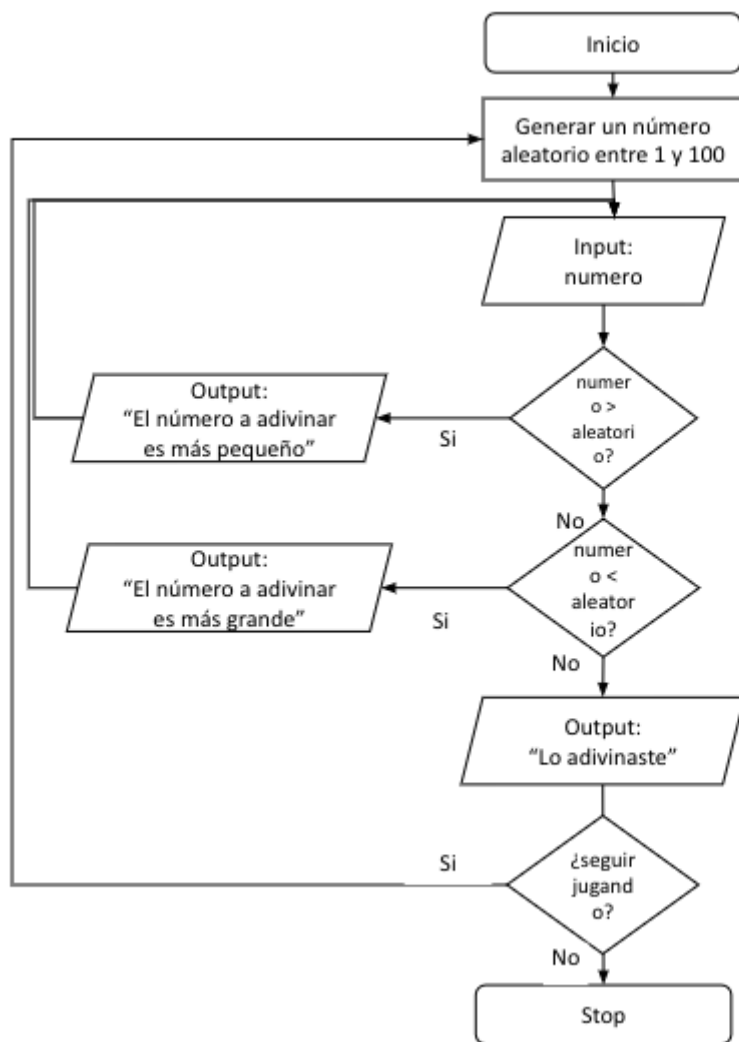 Inicio
Generar un número
aleatorio entre 1 y 100
Input:
numero
numer
o >
aleatori
o?
Si
Output:
“El número a adivinar
es más pequeño”
No
numer
o <
aleator
io?
Si
Output:
“El número a adivinar
es más grande”
No
Output:
“Lo adivinaste”
¿seguir
jugand
o?
Si
No
Stop